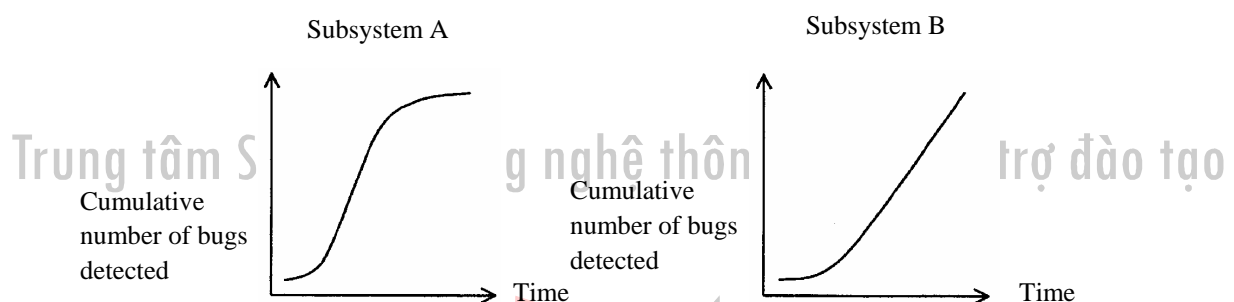 Subsystem A
Subsystem B
Trung tâm S
g nghê thôn
trợ đào tạo
Cumulative
number of bugs
detected
Time
Cumulative
number of bugs
detected
Time